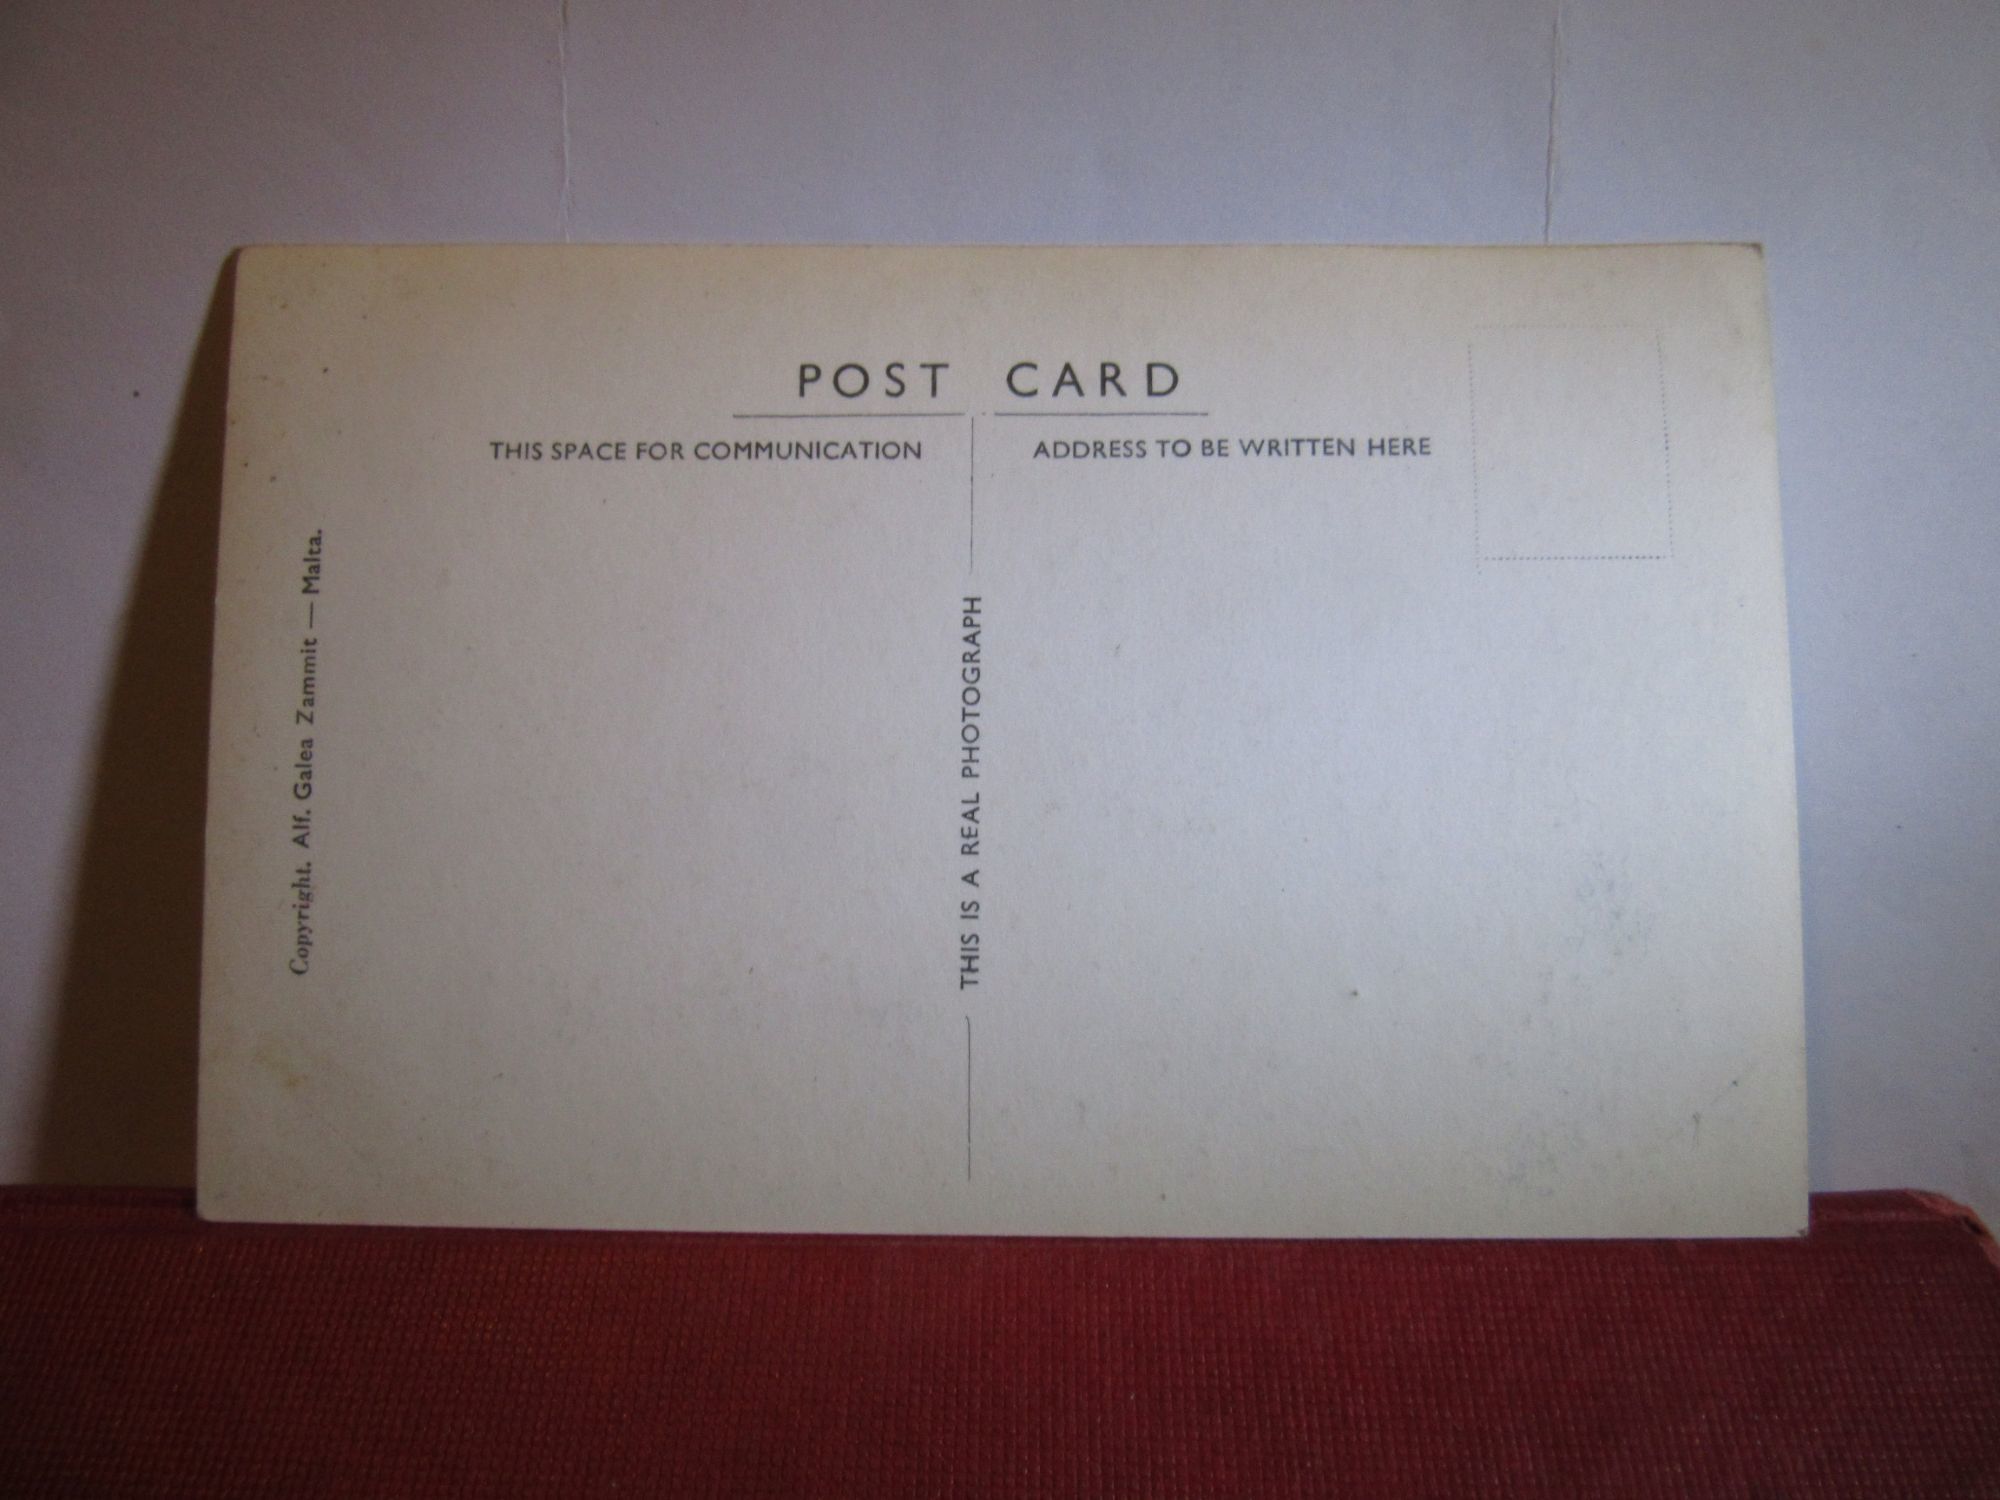 POST CARD
THIS SPACE FOR COMMUNICATION
ADDRESS TO BE WRITTEN HERE
Copyright. Alf. Galea Zammit — Malta.
THIS IS A REAL PHOTOGRAPH